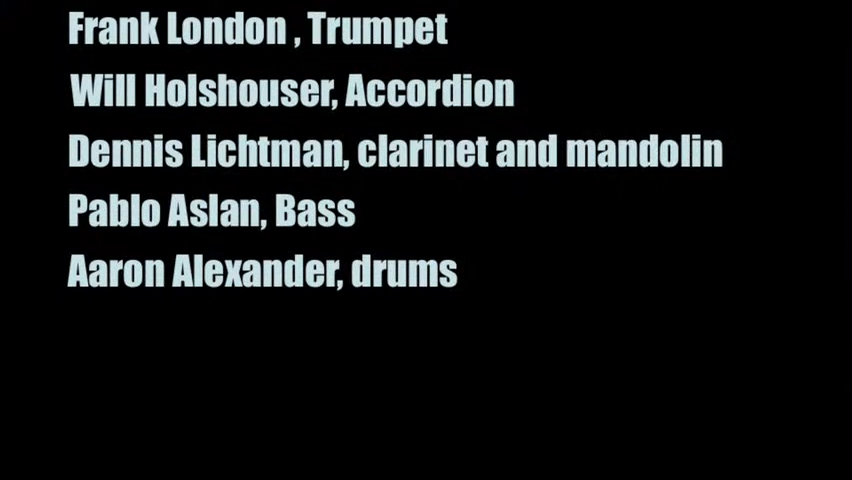 Frank London , Trumpet
Will Holshouser, Accordion
Dennis Lichtman, clarinet and mandolin
Pablo Aslan, Bass
Aaron Alexander, drums